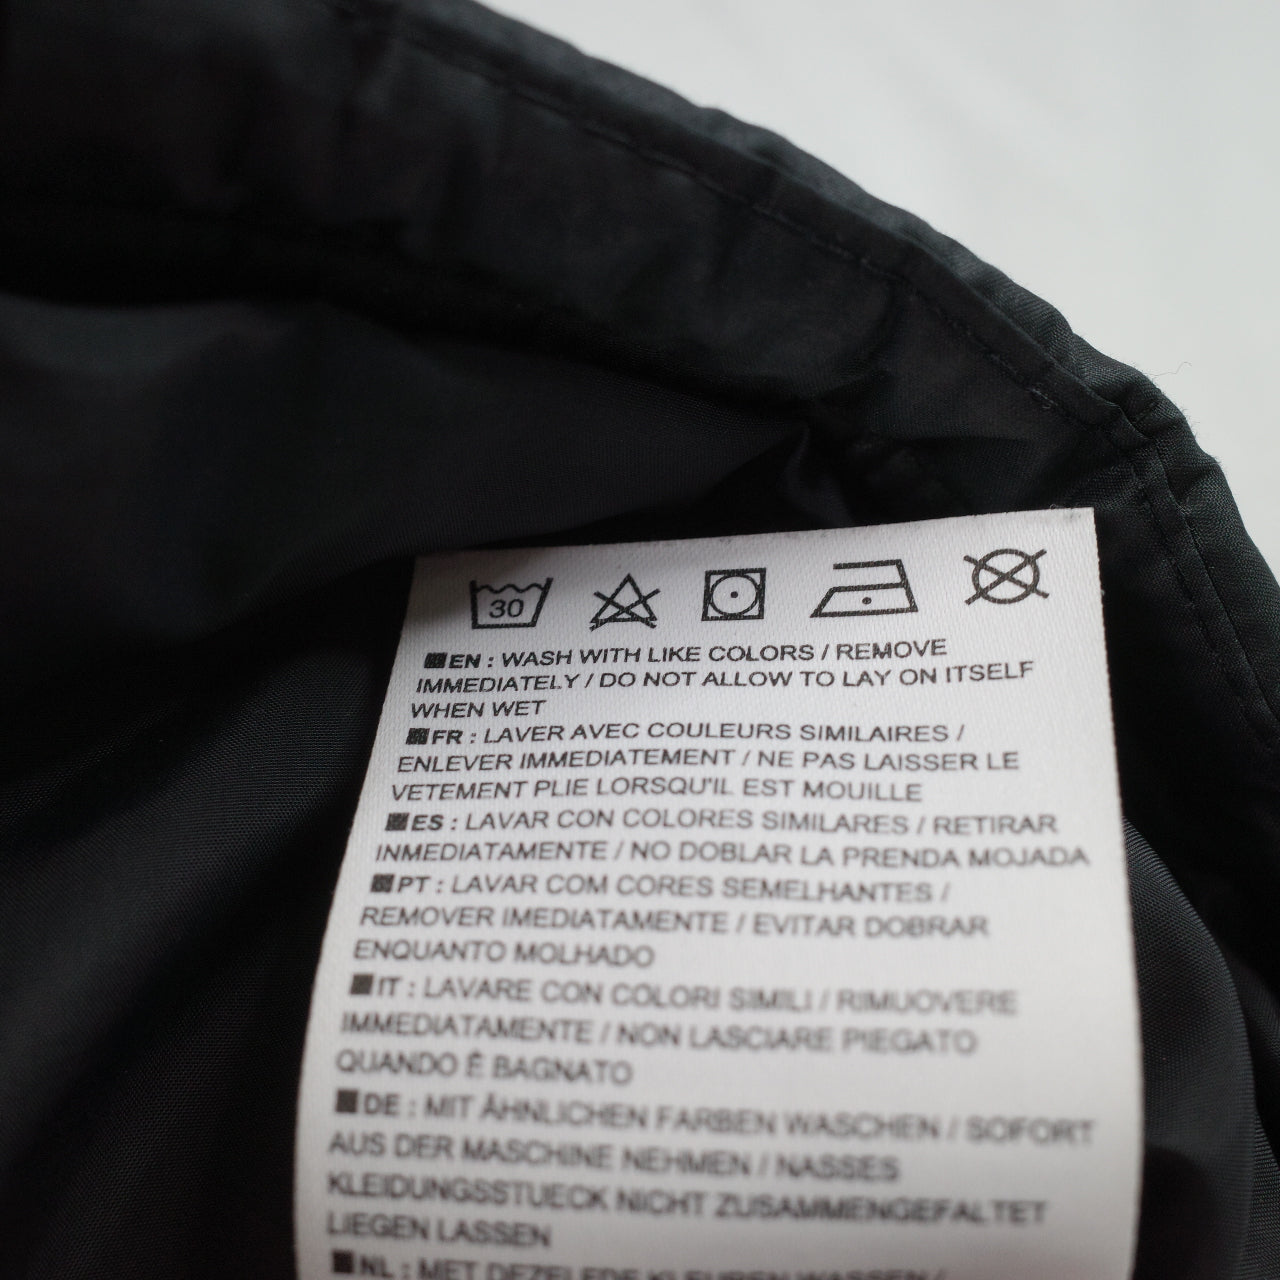 30
EN : WASH WITH LIKE COLORS / REMOVE
IMMEDIATELY / DO NOT ALLOW TO LAY ON ITSELF
WHEN WET
FR : LAVER AVEC COULEURS SIMILAIRES /
ENLEVER IMMEDIATEMENT / NE PAS LAISSER LE
VETEMENT PLIE LORSQU'IL EST MOUILLE
ES : LAVAR CON COLORES SIMILARES / RETIRAR
INMEDIATAMENTE / NO DOBLAR LA PRENDA MOJADA
PT : LAVAR COM CORES SEMELHANTES /
REMOVER IMEDIATAMENTE / EVITAR DOBRAR
ENQUANTO MOLHADO
IT : LAVARE CON COLORI SIMILI / RIMUOVERE
IMMEDIATAMENTE / NON LASCIARE PIEGATO
QUANDO È BAGNATO
DE : MIT ÄHNLICHEN FARBEN WASCHEN / SOFORT
AUS DER MASCHINE NEHMEN / NASSES
KLEIDUNGSSTUECK NICHT ZUSAMMENGEFALTET
LIEGEN LASSEN
NL : MET DEZELFDE KLEUREN WASSEN /